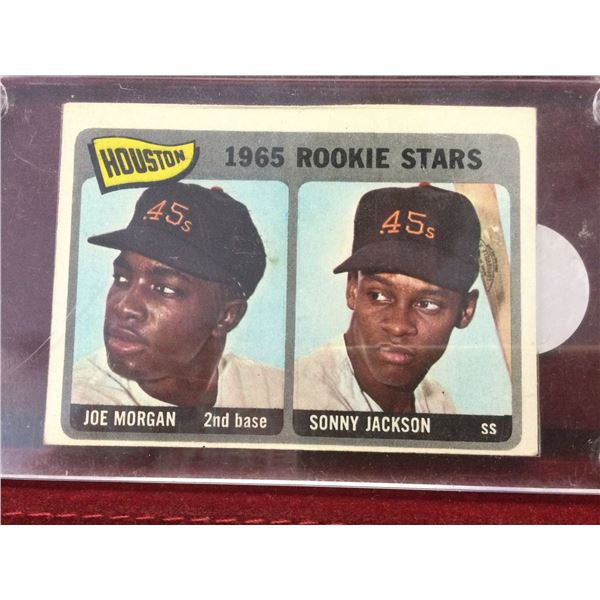 HOUSTON
1965 ROOKIE STARS
.45s
.45s
JOE MORGAN 2nd base
SONNY JACKSON SS